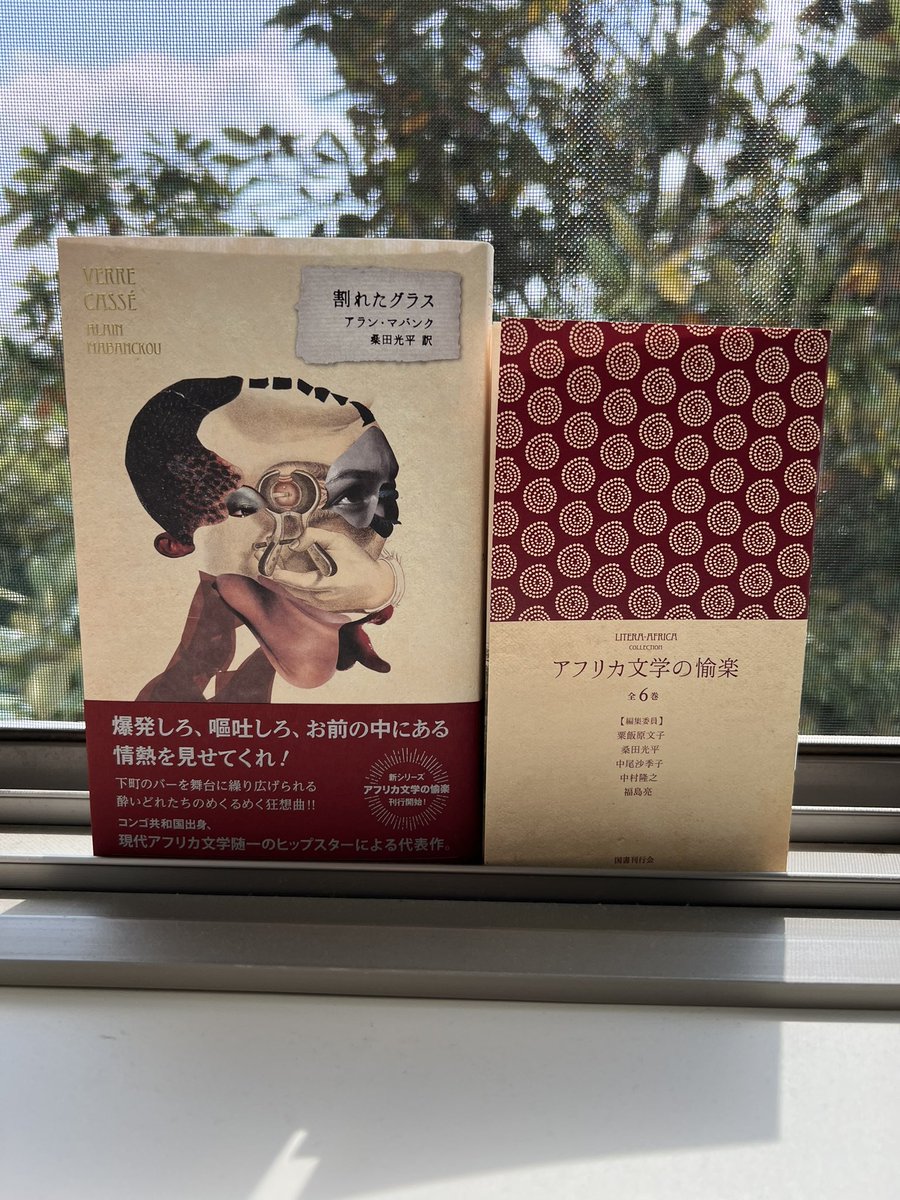 VERRE
CASSÉ
ALAIN
MABANCKOU
割れたグラス
アラン・マバンク
桑田光平 訳
爆発しろ、嘔吐しろ、お前の中にある
情熱を見せてくれ!
下町のバーを舞台に繰り広げられる
酔いどれたちのめくるめく狂想曲!!
コンゴ共和国出身、
現代アフリカ文学随一のヒップスターによる代表作。
新シリーズ
アフリカ文学の愉楽
刊行開始!
LITERA-AFRICA
COLLECTION
アフリカ文学の愉楽
全6巻
【編集委員】
粟飯原文子
桑田光平
中尾沙季子
中村隆之
福島亮
国書刊行会